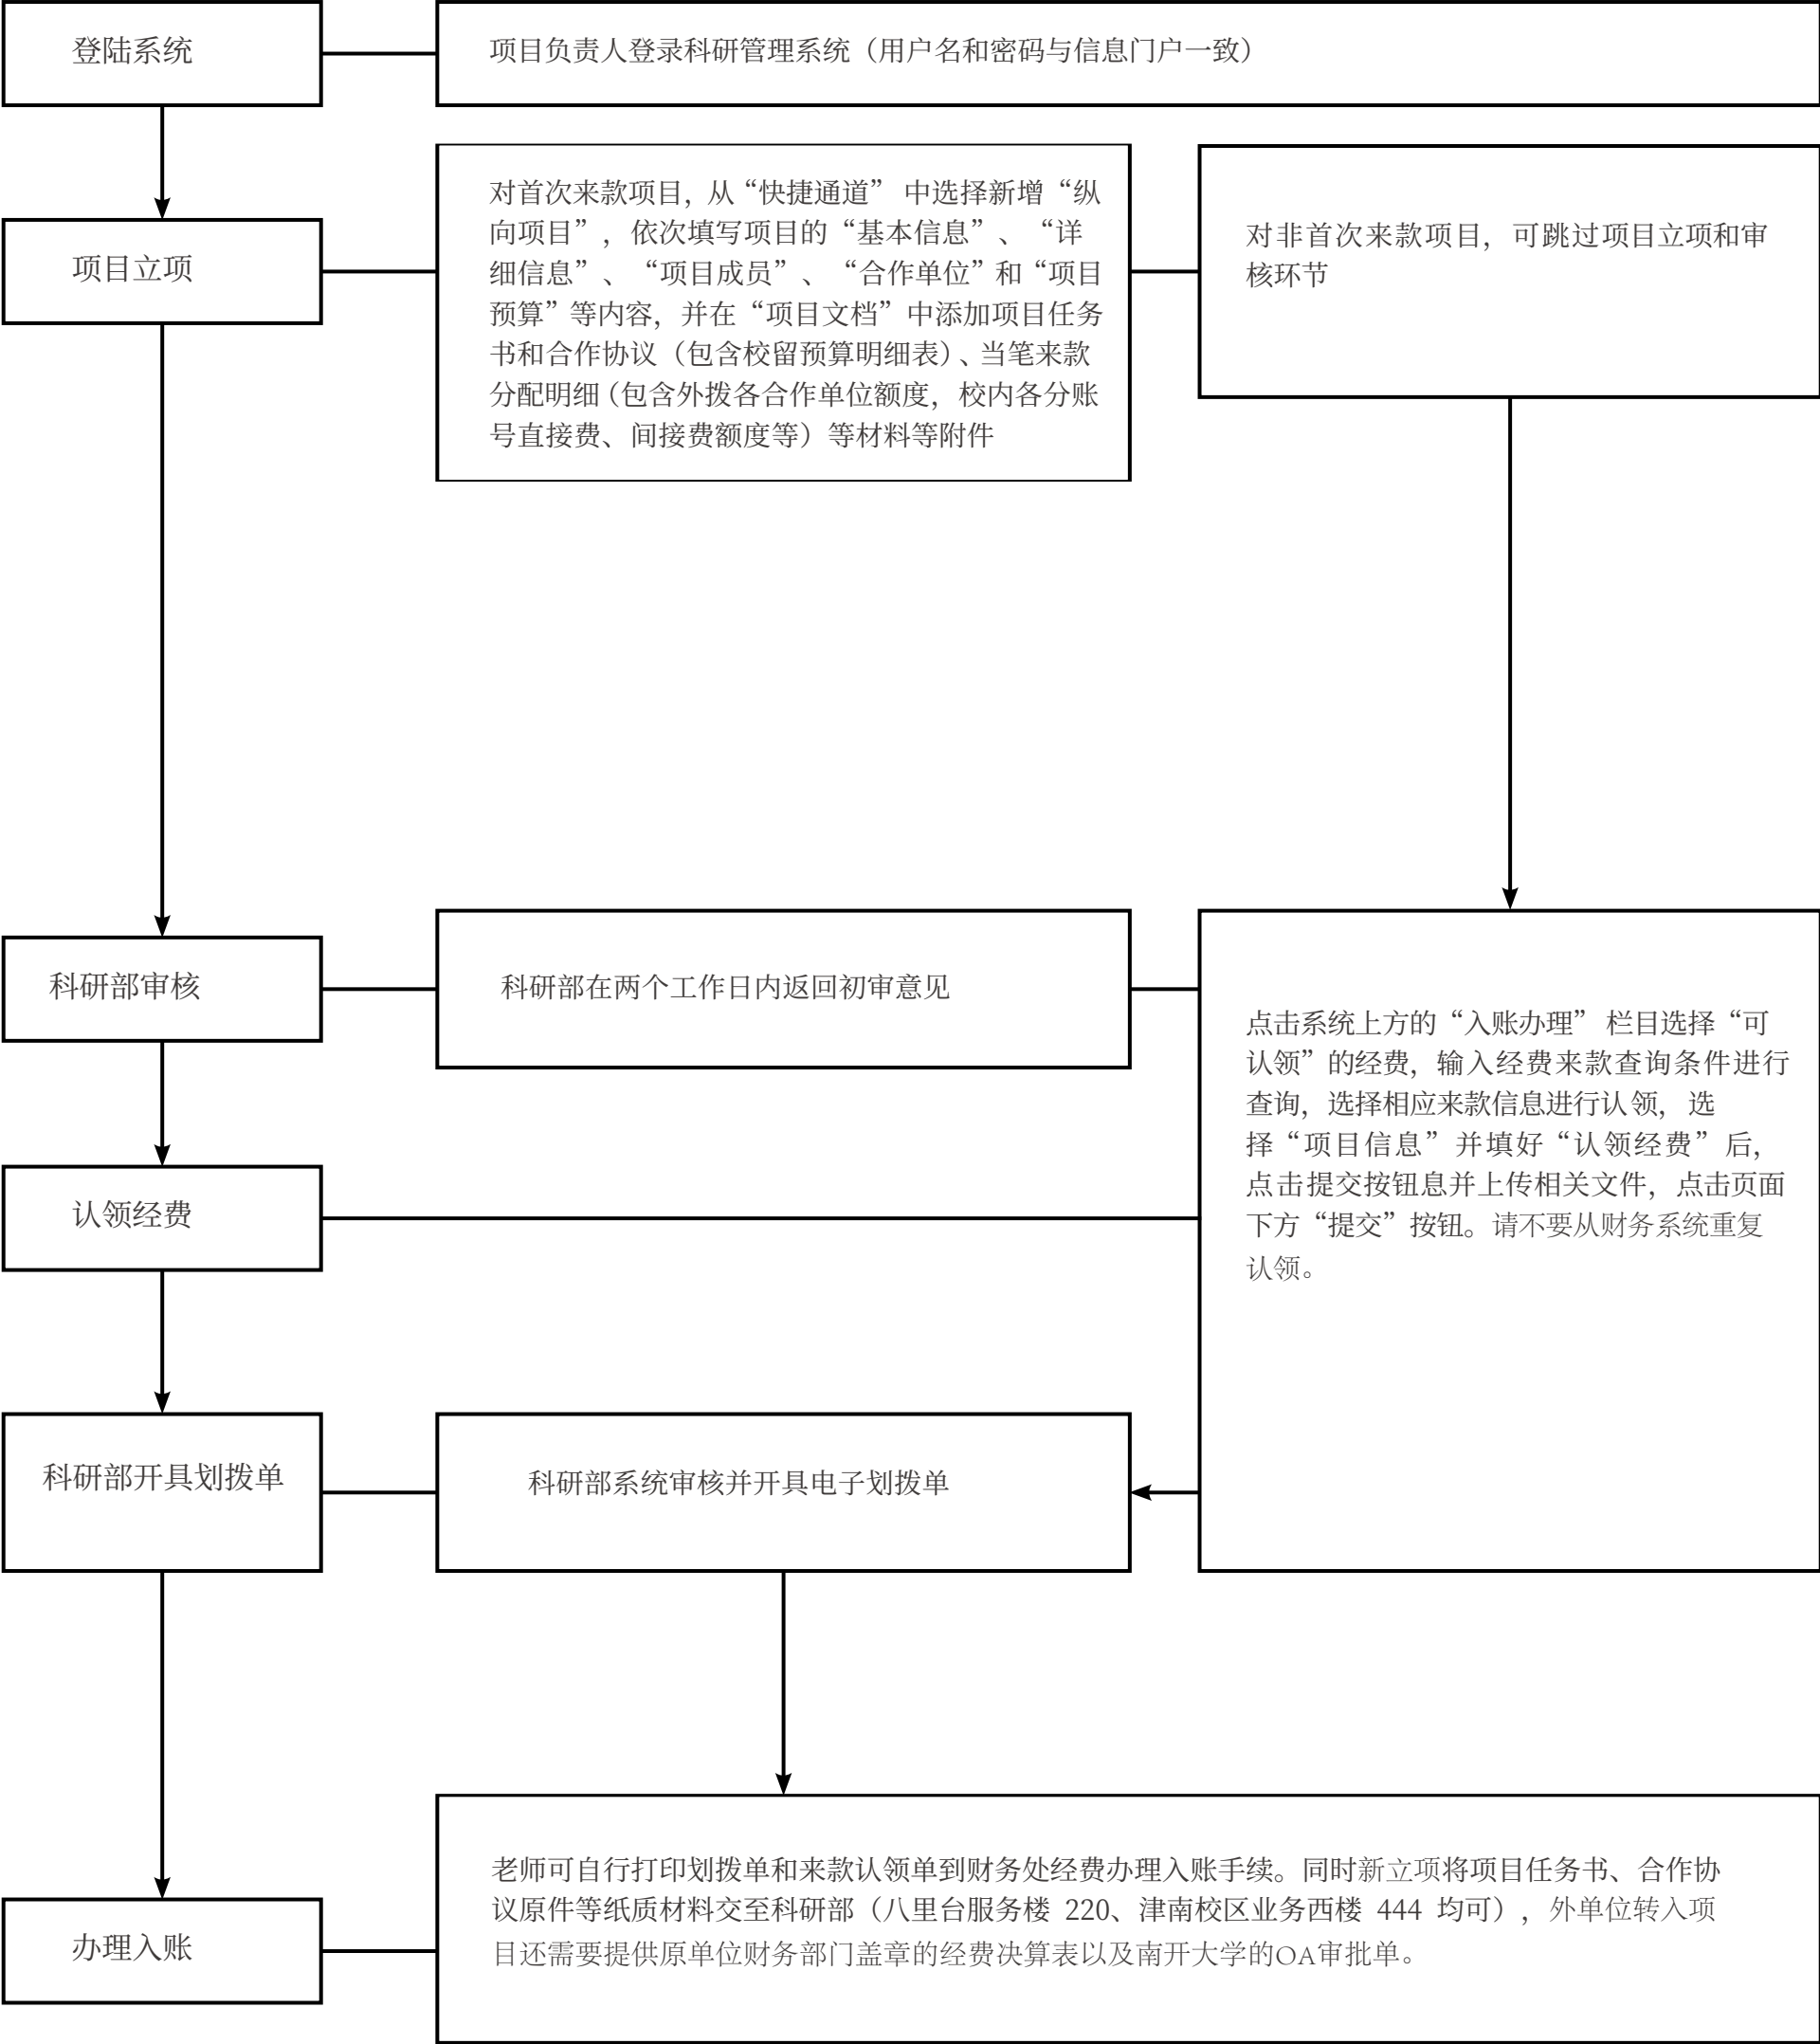 登陆系统
项目负责人登录科研管理系统（用户名和密码与信息门户一致）
项目立项
对首次来款项目，从“快捷通道” 中选择新增“纵
向项目”，依次填写项目的“基本信息”、“详
细信息”、“项目成员”、“合作单位”和“项目
预算”等内容，并在“项目文档”中添加项目任务
书和合作协议（包含校留预算明细表）、当笔来款
分配明细（包含外拨各合作单位额度，校内各分账
号直接费、间接费额度等）等材料等附件
对非首次来款项目，可跳过项目立项和审
核环节
科研部审核
科研部在两个工作日内返回初审意见
点击系统上方的“入账办理” 栏目选择“可
认领”的经费，输入经费来款查询条件进行
查询，选择相应来款信息进行认领，选
择“项目信息”并填好“认领经费”后，
点击提交按钮息并上传相关文件，点击页面
下方“提交”按钮。请不要从财务系统重复
认领。
认领经费
科研部开具划拨单
科研部系统审核并开具电子划拨单
办理入账
老师可自行打印划拨单和来款认领单到财务处经费办理入账手续。同时新立项将项目任务书、合作协
议原件等纸质材料交至科研部（八里台服务楼 220、津南校区业务西楼 444 均可），外单位转入项
目还需要提供原单位财务部门盖章的经费决算表以及南开大学的OA审批单。